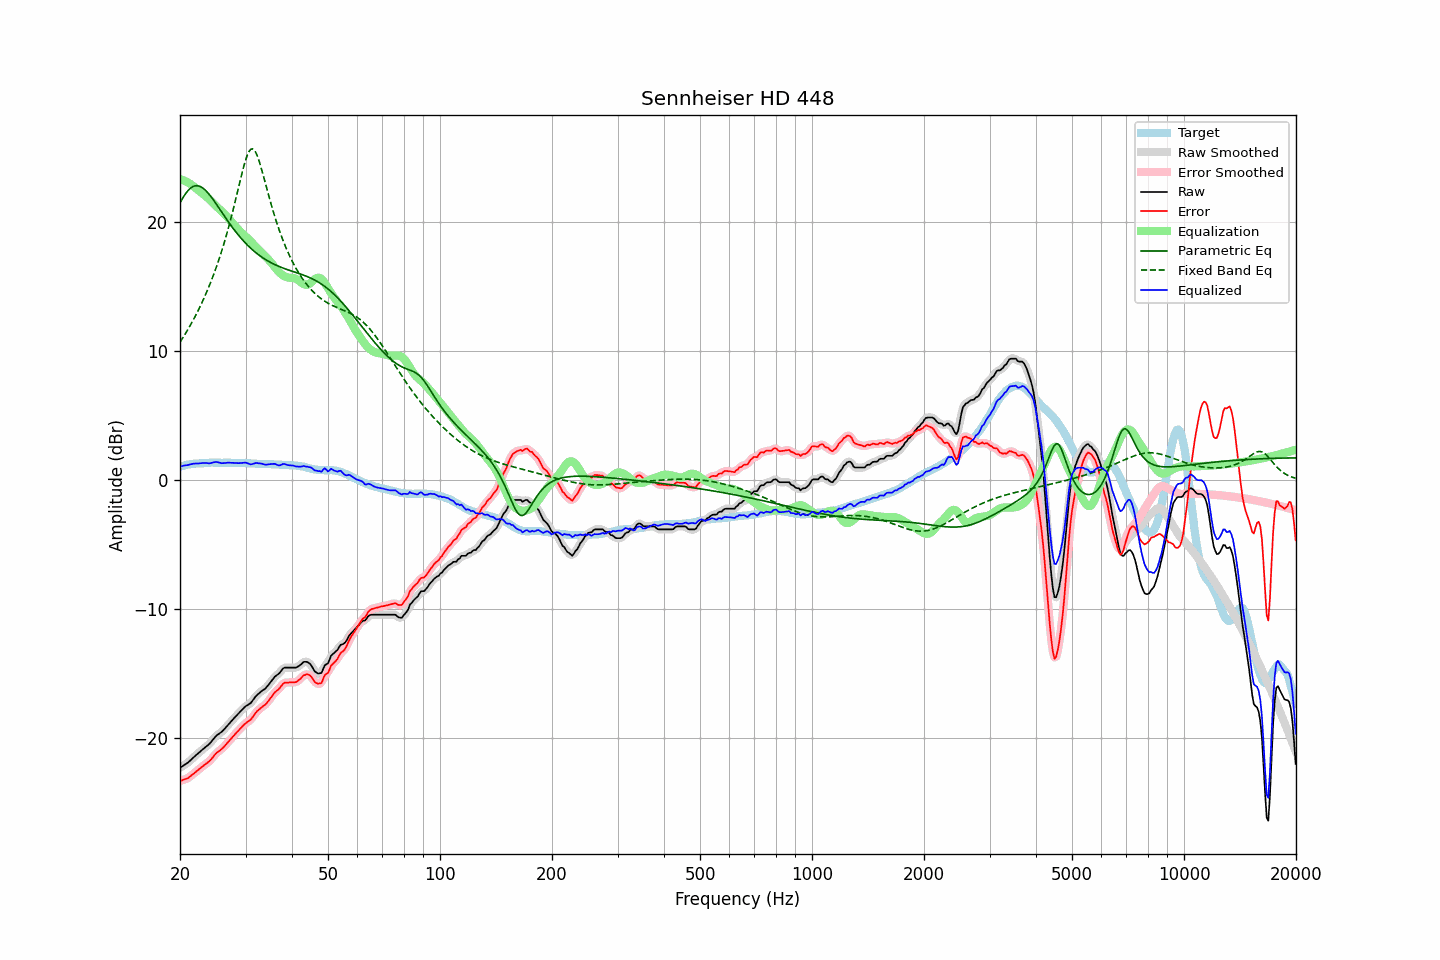 Sennheiser HD 448
Amplitude (dBr)
20
10
0
−10
−20
Target
Raw Smoothed
Error Smoothed
Raw
Error
Equalization
Parametric Eq
Fixed Band Eq
Equalized
20 50 100 200 500 1000 2000 5000 10000 20000
Frequency (Hz)